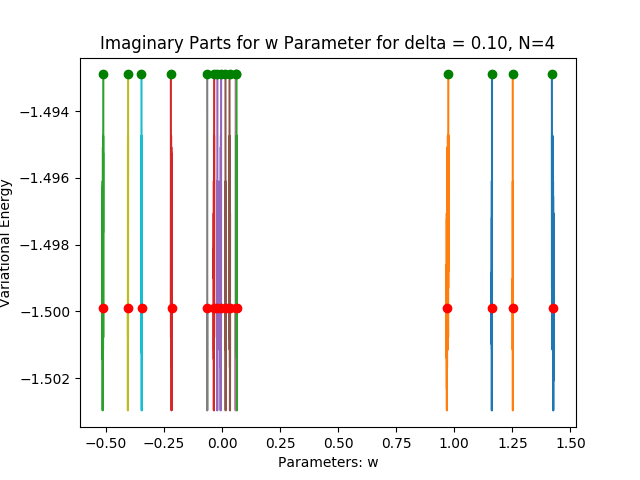 Imaginary Parts for w Parameter for delta = 0.10, N=4
Variational Energy
−1.494
−1.496
−1.498
−1.500
−1.502
−0.50 −0.25 0.00 0.25 0.50 0.75 1.00 1.25 1.50
Parameters: w